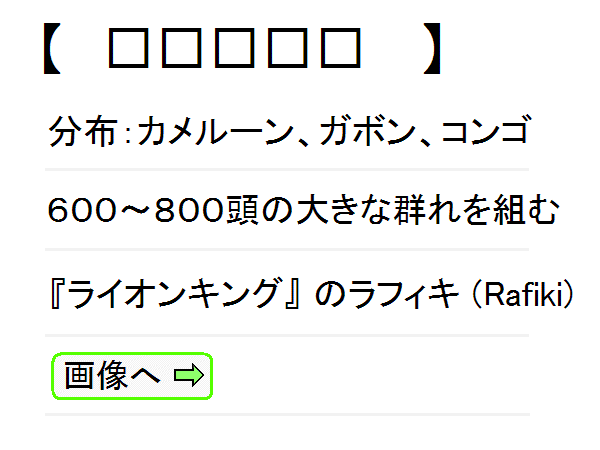 【　□□□□□　】
分布：カメルーン、ガボン、コンゴ
６００～８００頭の大きな群れを組む
『ライオンキング』のラフィキ (Rafiki)
画像へ ⇨